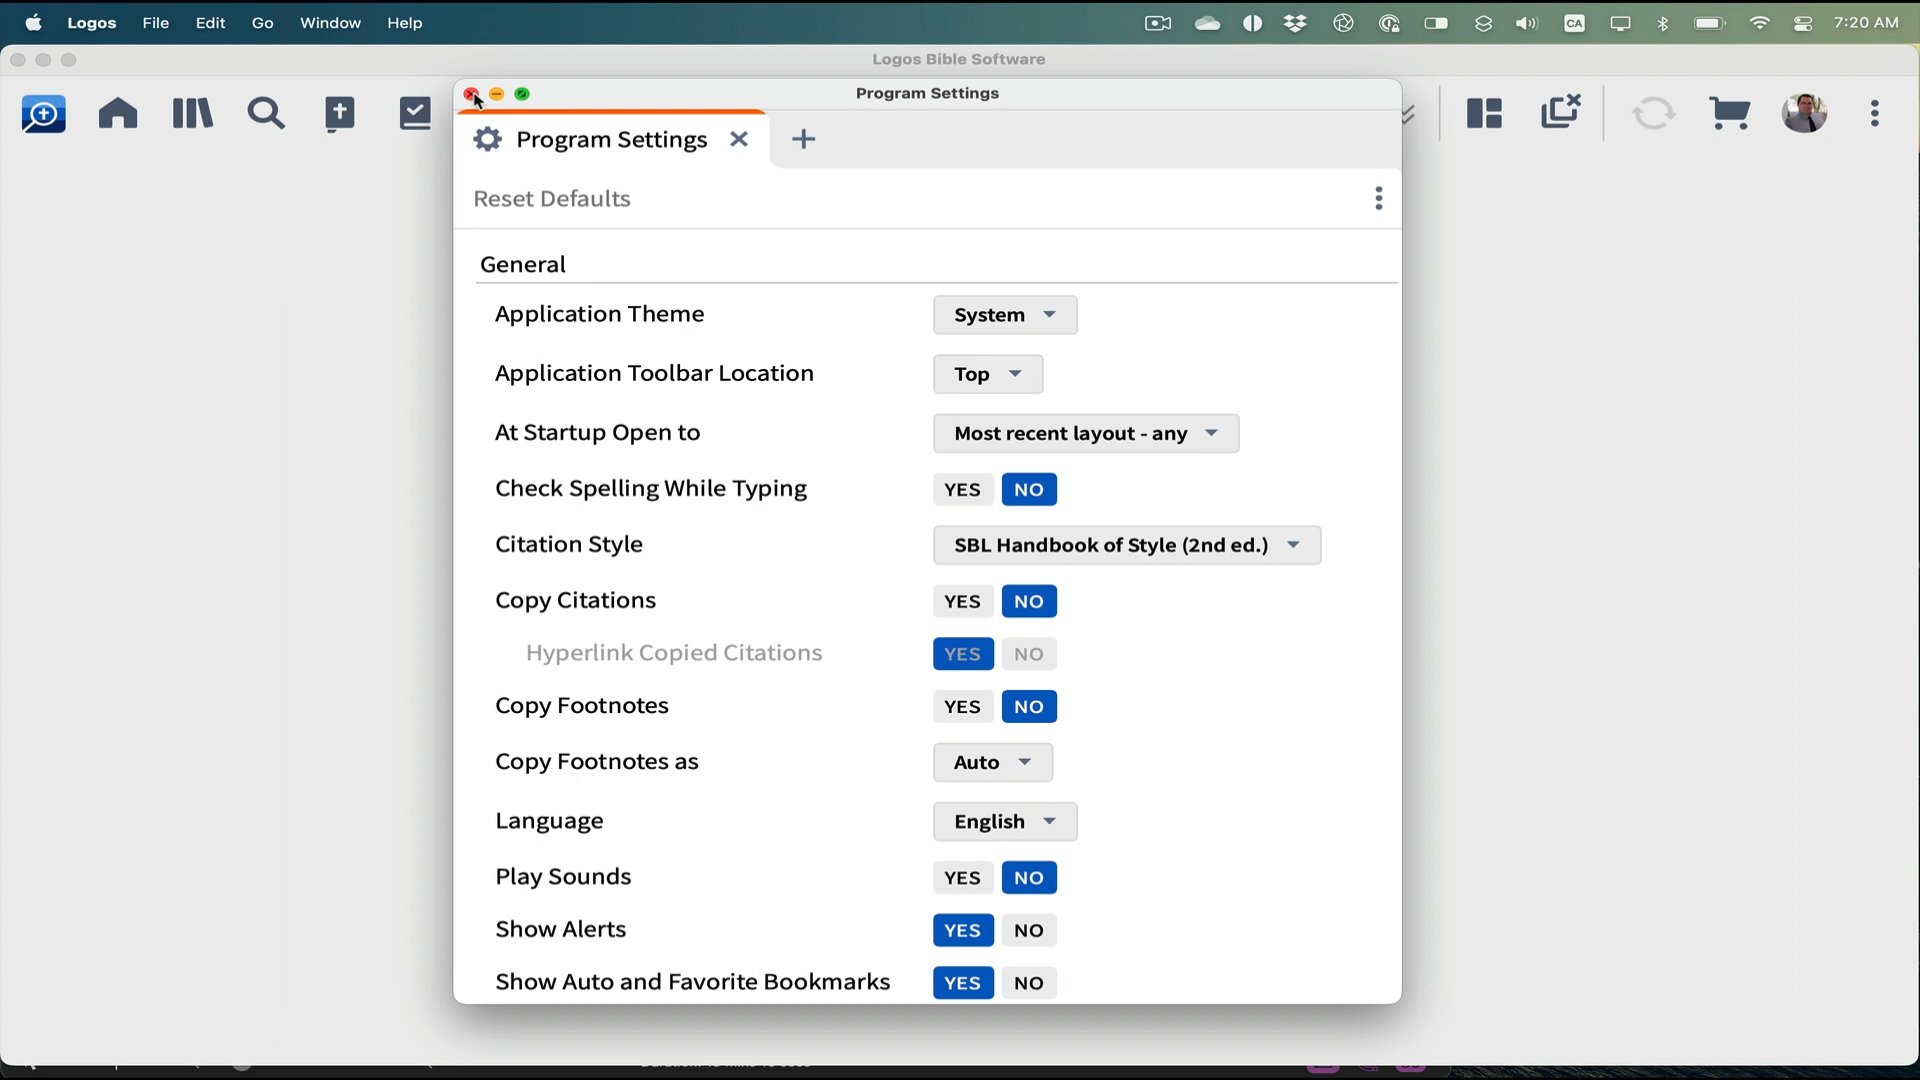 Logos File Edit Go Window Help CA 7:20 AM
Logos Bible Software
Program Settings
Program Settings
Reset Defaults
General
Application Theme System
Application Toolbar Location Top
At Startup Open to Most recent layout - any
Check Spelling While Typing YES NO
Citation Style SBL Handbook of Style (2nd ed.)
Copy Citations YES NO
Hyperlink Copied Citations YES NO
Copy Footnotes YES NO
Copy Footnotes as Auto
Language English
Play Sounds YES NO
Show Alerts YES NO
Show Auto and Favorite Bookmarks YES NO